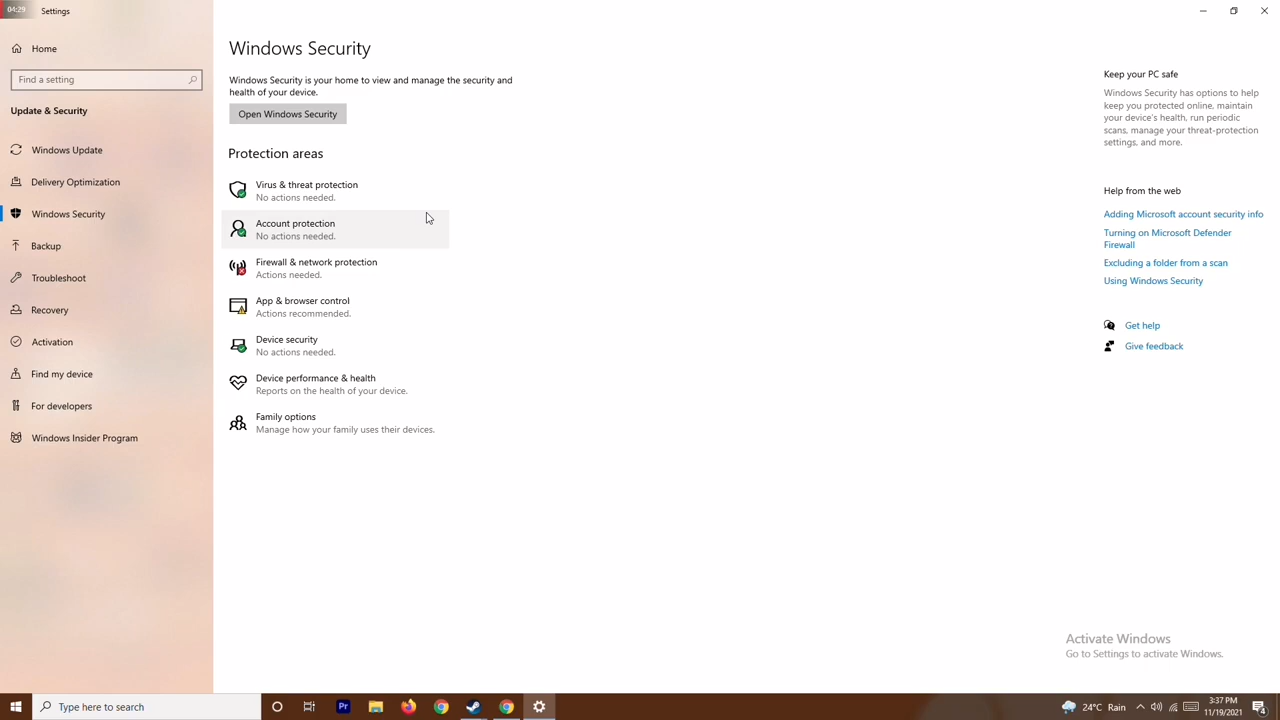 04:29
Settings
Home
Find a setting
Update & Security
Windows Update
Delivery Optimization
Windows Security
Backup
Troubleshoot
Recovery
Activation
Find my device
For developers
Windows Insider Program
Windows Security
Windows Security is your home to view and manage the security and
health of your device.
Open Windows Security
Protection areas
Virus & threat protection
No actions needed.
Account protection
No actions needed.
Firewall & network protection
Actions needed.
App & browser control
Actions recommended.
Device security
No actions needed.
Device performance & health
Reports on the health of your device.
Family options
Manage how your family uses their devices.
Keep your PC safe
Windows Security has options to help
keep you protected online, maintain
your device's health, run periodic
scans, manage your threat-protection
settings, and more.
Help from the web
Adding Microsoft account security info
Turning on Microsoft Defender
Firewall
Excluding a folder from a scan
Using Windows Security
Get help
Give feedback
Activate Windows
Go to Settings to activate Windows.
Type here to search
Pr
24°C Rain
3:37 PM
11/19/2021
4